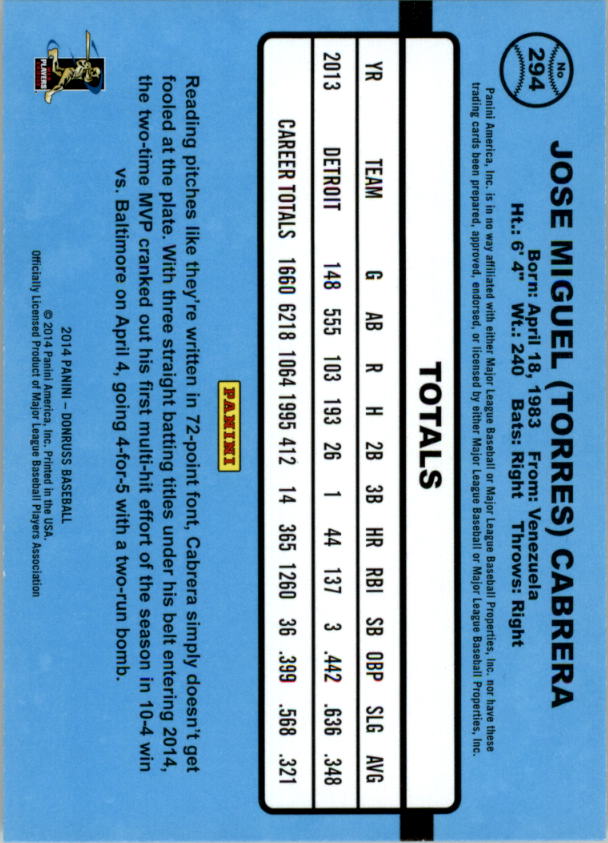 No
294
JOSE MIGUEL (TORRES) CABRERA
Born: April 18, 1983 From: Venezuela
Ht.: 6' 4" Wt.: 240 Bats: Right Throws: Right
Panini America, Inc. is in no way affiliated with either Major League Baseball or Major League Baseball Properties, Inc. nor have these
trading cards been prepared, approved, endorsed, or licensed by either Major League Baseball or Major League Baseball Properties, Inc.
TOTALS
YR TEAM G AB R H 2B 3B HR RBI SB OBP SLG AVG
2013 DETROIT 148 555 103 193 26 1 44 137 3 .442 .636 .348
CAREER TOTALS 1660 6218 1064 1995 412 14 365 1260 36 .399 .568 .321
PANINI
Reading pitches like they're written in 72-point font, Cabrera simply doesn't get
fooled at the plate. With three straight batting titles under his belt entering 2014,
the two-time MVP cranked out his first multi-hit effort of the season in 10-4 win
vs. Baltimore on April 4, going 4-for-5 with a two-run bomb.
2014 PANINI – DONRUSS BASEBALL
© 2014 Panini America, Inc. Printed in the USA.
Officially Licensed Product of Major League Baseball Players Association
PLAYERS